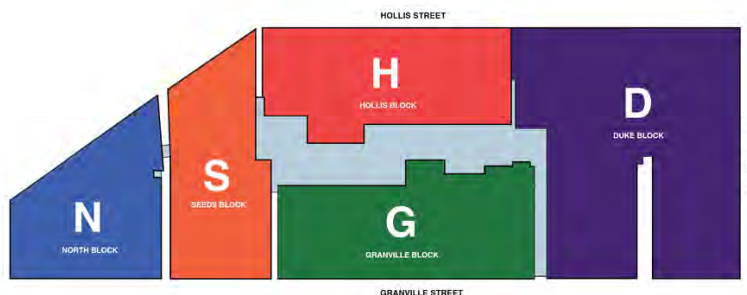 HOLLIS STREET
H
HOLLIS BLOCK
D
DUKE BLOCK
S
SEEDS BLOCK
N
NORTH BLOCK
G
GRANVILLE BLOCK
GRANVILLE STREET